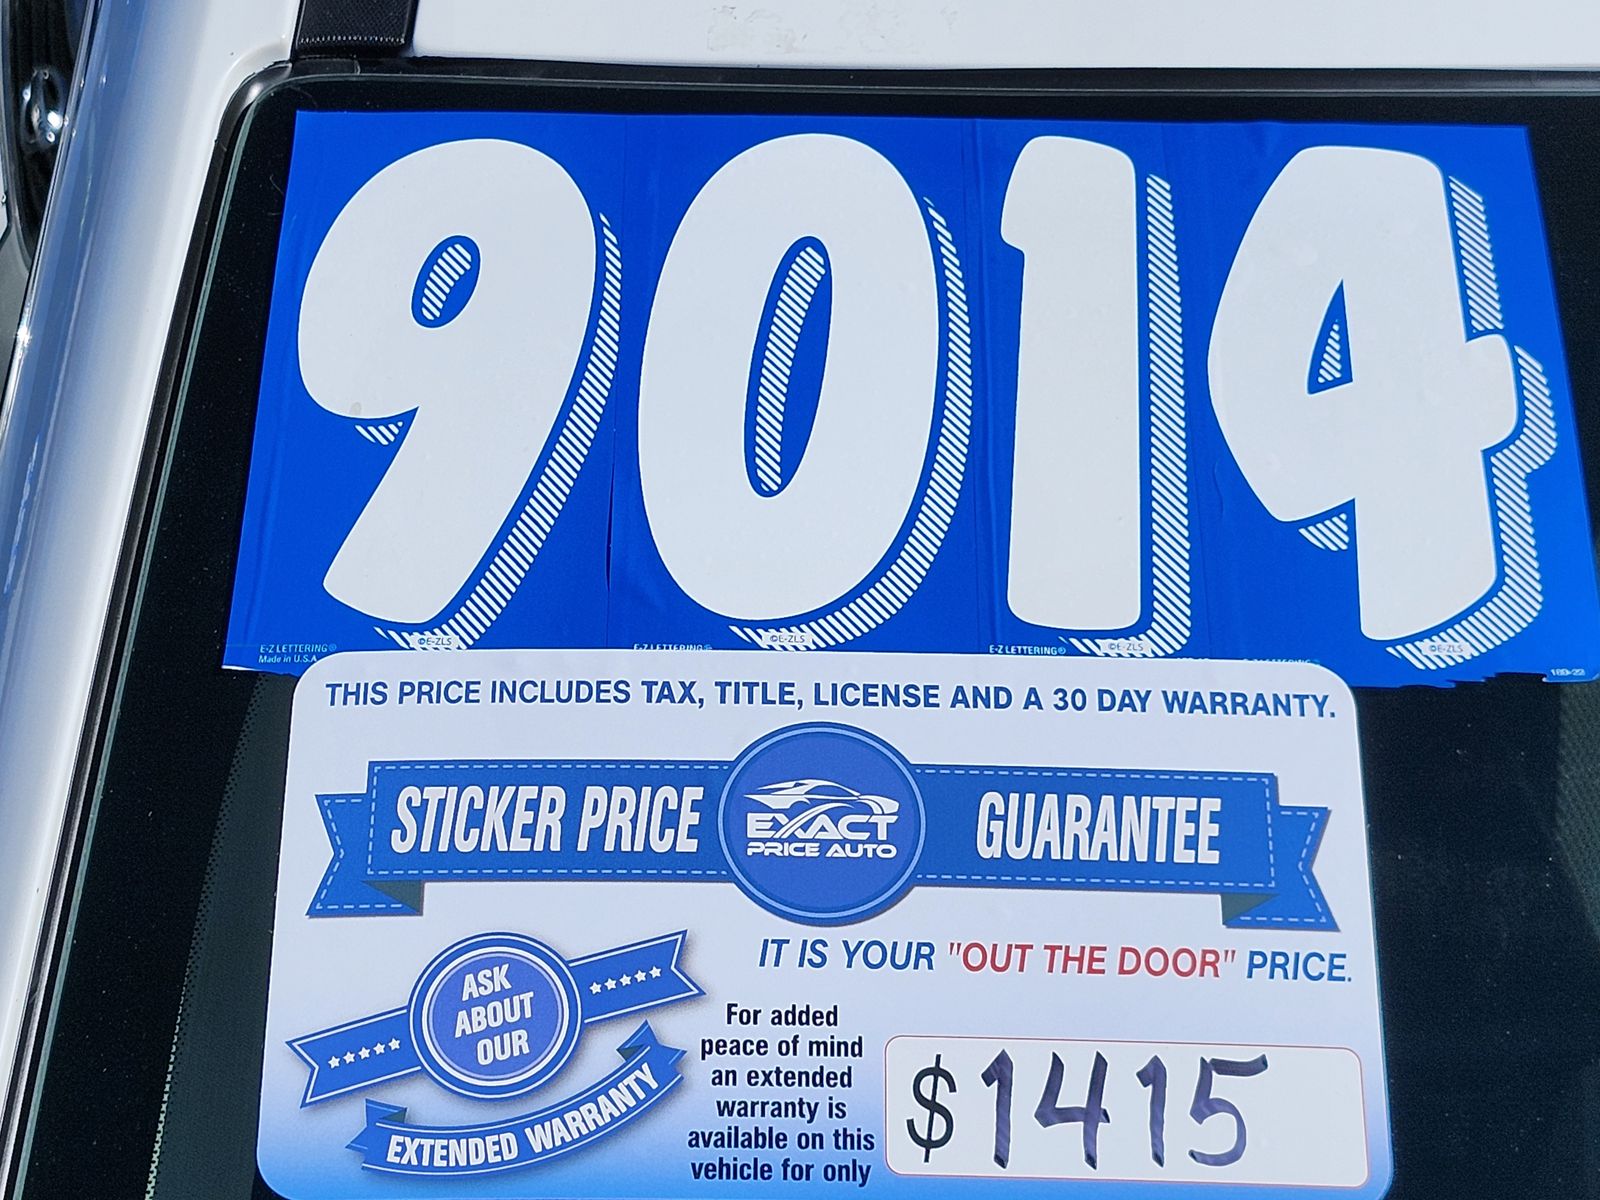 9014
E-Z LETTERING®
Made in U.S.A.
©E-ZLS
E-Z LETTERING®
©E-ZLS
E-Z LETTERING®
©E-ZLS
©E-ZLS
THIS PRICE INCLUDES TAX, TITLE, LICENSE AND A 30 DAY WARRANTY.
STICKER PRICE
EXACT
PRICE AUTO
GUARANTEE
IT IS YOUR "OUT THE DOOR" PRICE.
ASK
ABOUT
OUR
EXTENDED WARRANTY
For added
peace of mind
an extended
warranty is
available on this
vehicle for only
$1415